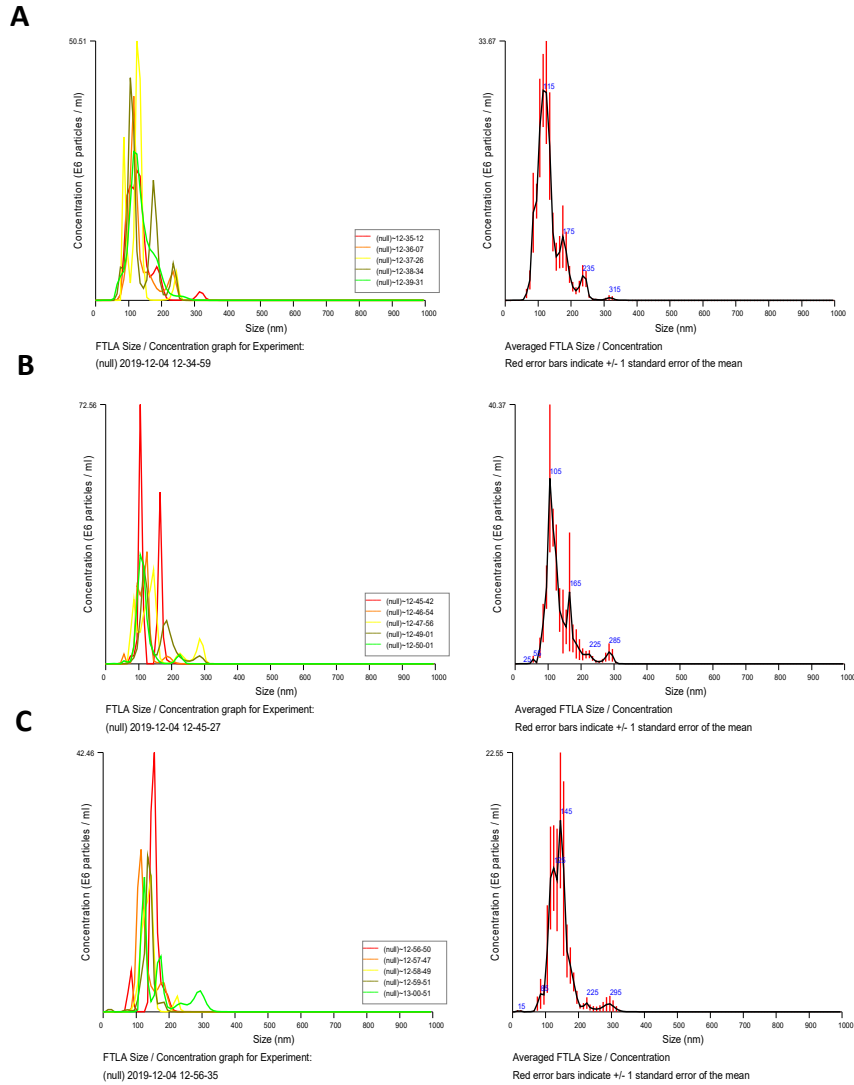 A
50.51
Concentration (E6 particles / ml)
(null)~12-35-12
(null)~12-36-07
(null)~12-37-26
(null)~12-38-34
(null)~12-39-31
0 100 200 300 400 500 600 700 800 900 1000
Size (nm)
FTLA Size / Concentration graph for Experiment:
(null) 2019-12-04 12-34-59
33.67
Concentration (E6 particles / ml)
115
175
235
315
0 100 200 300 400 500 600 700 800 900 1000
Size (nm)
Averaged FTLA Size / Concentration
Red error bars indicate +/- 1 standard error of the mean
B
72.56
Concentration (E6 particles / ml)
(null)~12-45-42
(null)~12-46-54
(null)~12-47-56
(null)~12-49-01
(null)~12-50-01
0 100 200 300 400 500 600 700 800 900 1000
Size (nm)
FTLA Size / Concentration graph for Experiment:
(null) 2019-12-04 12-45-27
40.37
Concentration (E6 particles / ml)
105
165
225
285
25
0 100 200 300 400 500 600 700 800 900 1000
Size (nm)
Averaged FTLA Size / Concentration
Red error bars indicate +/- 1 standard error of the mean
C
42.46
Concentration (E6 particles / ml)
(null)~12-56-50
(null)~12-57-47
(null)~12-58-49
(null)~12-59-51
(null)~13-00-51
0 100 200 300 400 500 600 700 800 900 1000
Size (nm)
FTLA Size / Concentration graph for Experiment:
(null) 2019-12-04 12-56-35
22.55
Concentration (E6 particles / ml)
145
225
295
15
0 100 200 300 400 500 600 700 800 900 1000
Size (nm)
Averaged FTLA Size / Concentration
Red error bars indicate +/- 1 standard error of the mean